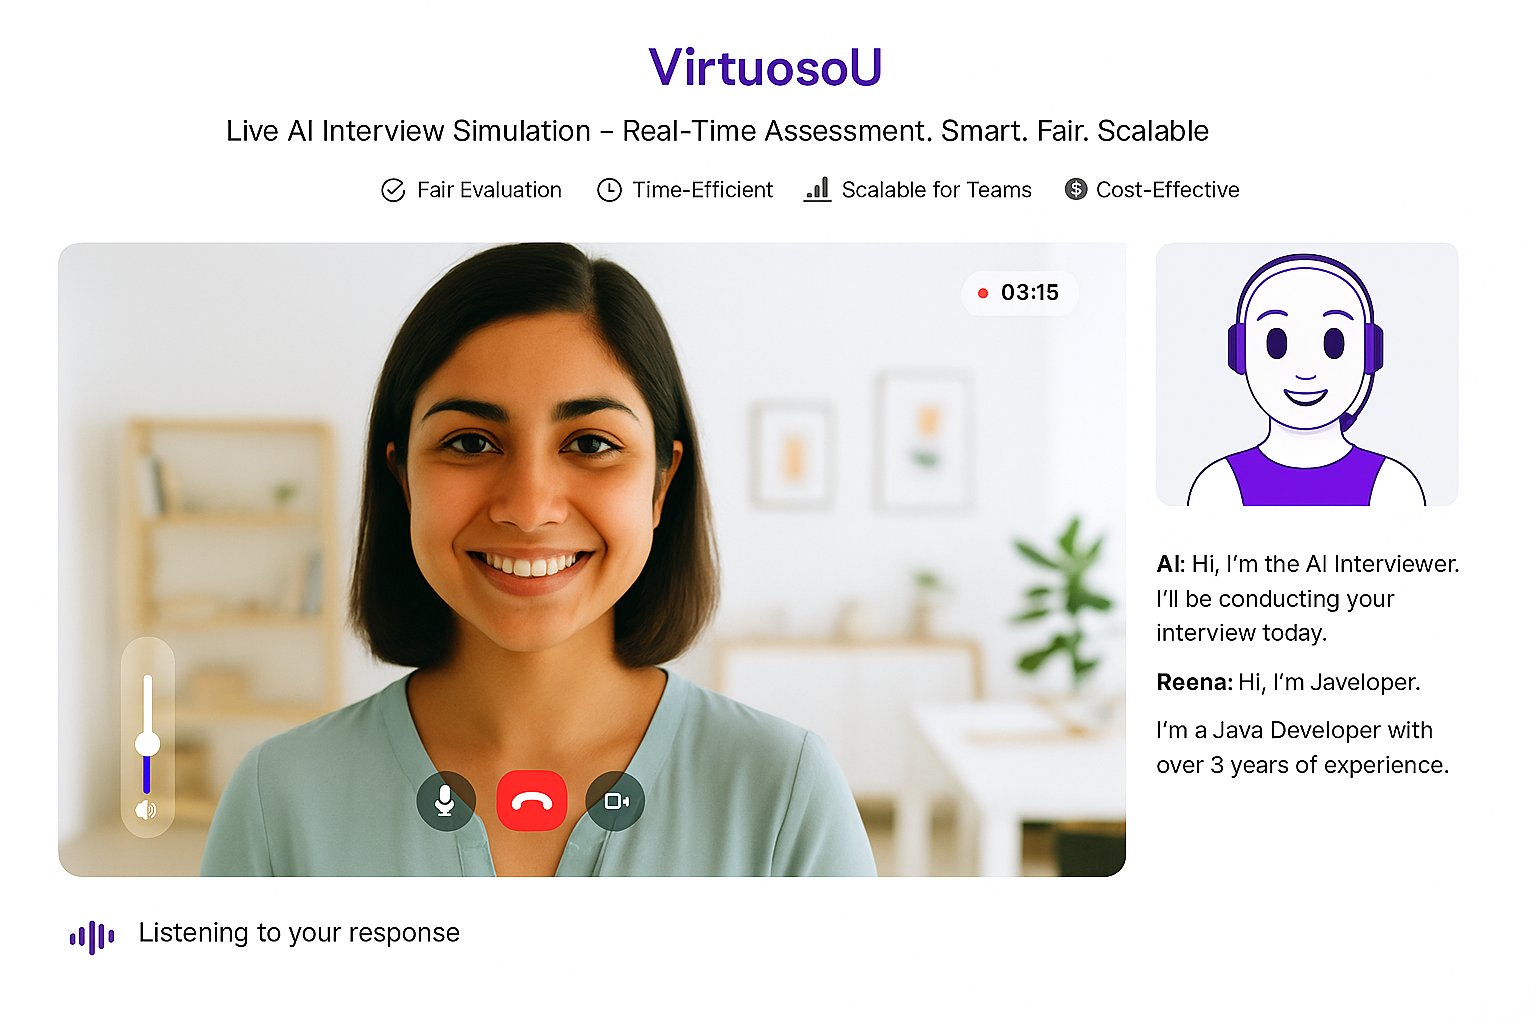 VirtuosoU
Live AI Interview Simulation – Real-Time Assessment. Smart. Fair. Scalable
Fair Evaluation Time-Efficient Scalable for Teams $ Cost-Effective
03:15
AI: Hi, I'm the AI Interviewer.
I'll be conducting your
interview today.
Reena: Hi, I'm Javeloper.
I'm a Java Developer with
over 3 years of experience.
Listening to your response